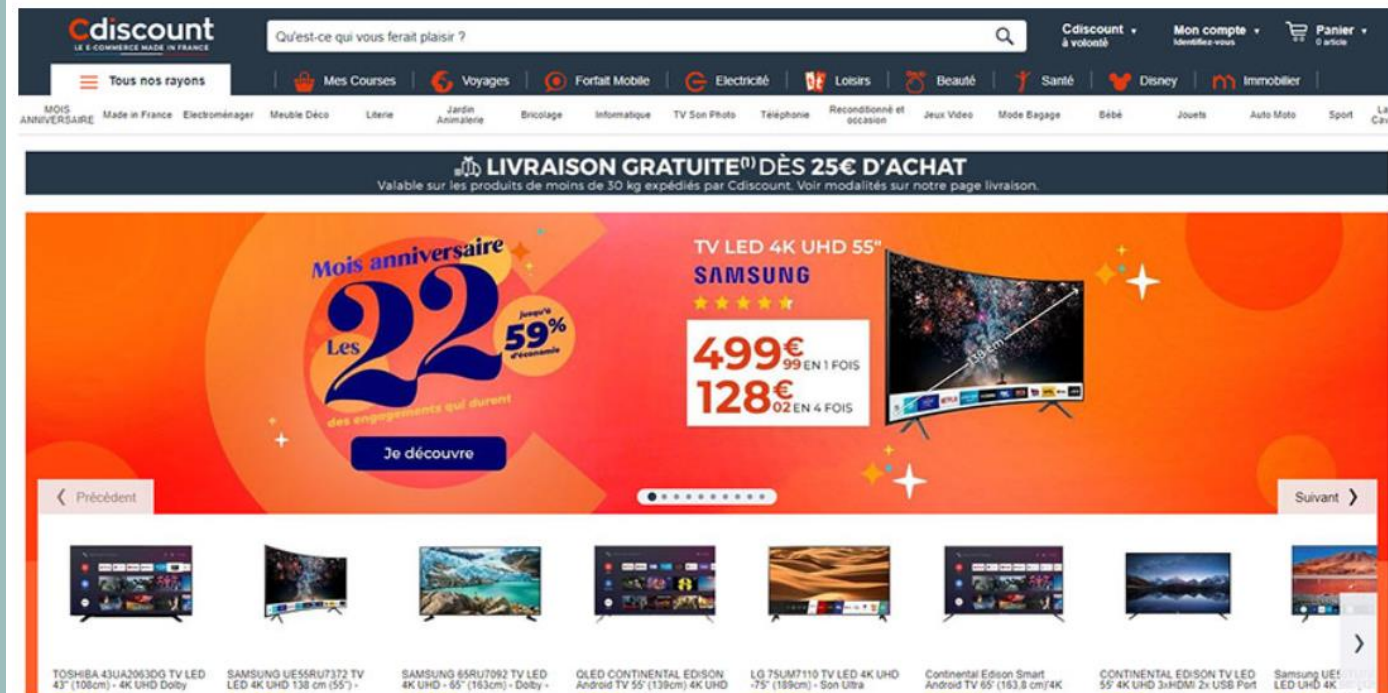 Cdiscount
LE E-COMMERCE MADE IN FRANCE
Qu'est-ce qui vous ferait plaisir ?
Cdiscount
à volonté
Mon compte
Identifiez-vous
Panier
0 article
Tous nos rayons
Mes Courses
Voyages
Forfait Mobile
Electricité
Loisirs
Beauté
Santé
Disney
Immobilier
MOIS
ANNIVERSAIRE
Made in France
Electroménager
Meuble Déco
Literie
Jardin
Animalerie
Bricolage
Informatique
TV Son Photo
Téléphonie
Reconditionné et
occasion
Jeux Video
Mode Bagage
Bébé
Jouets
Auto Moto
Sport
LIVRAISON GRATUITE(1) DÈS 25€ D'ACHAT
Valable sur les produits de moins de 30 kg expédiés par Cdiscount. Voir modalités sur notre page livraison.
Mois anniversaire
Les 22
jusqu'à
59%
d'économie
des engagements qui durent
Je découvre
TV LED 4K UHD 55"
SAMSUNG
499€99 EN 1 FOIS
128€02 EN 4 FOIS
138 cm
NETFLIX
Précédent
Suivant
TOSHIBA 43UA2063DG TV LED
43" (108cm) - 4K UHD Dolby
SAMSUNG UE55RU7372 TV
LED 4K UHD 138 cm (55") -
SAMSUNG 65RU7092 TV LED
4K UHD - 65" (163cm) - Dolby -
QLED CONTINENTAL EDISON
Android TV 55' (139cm) 4K UHD
LG 75UM7110 TV LED 4K UHD
-75" (189cm) - Son Ultra
Continental Edison Smart
Android TV 65' (163,8 cm)'4K
CONTINENTAL EDISON TV LED
55' 4K UHD 3xHDMI 2x USB Port
Samsung
LED UHD 4K